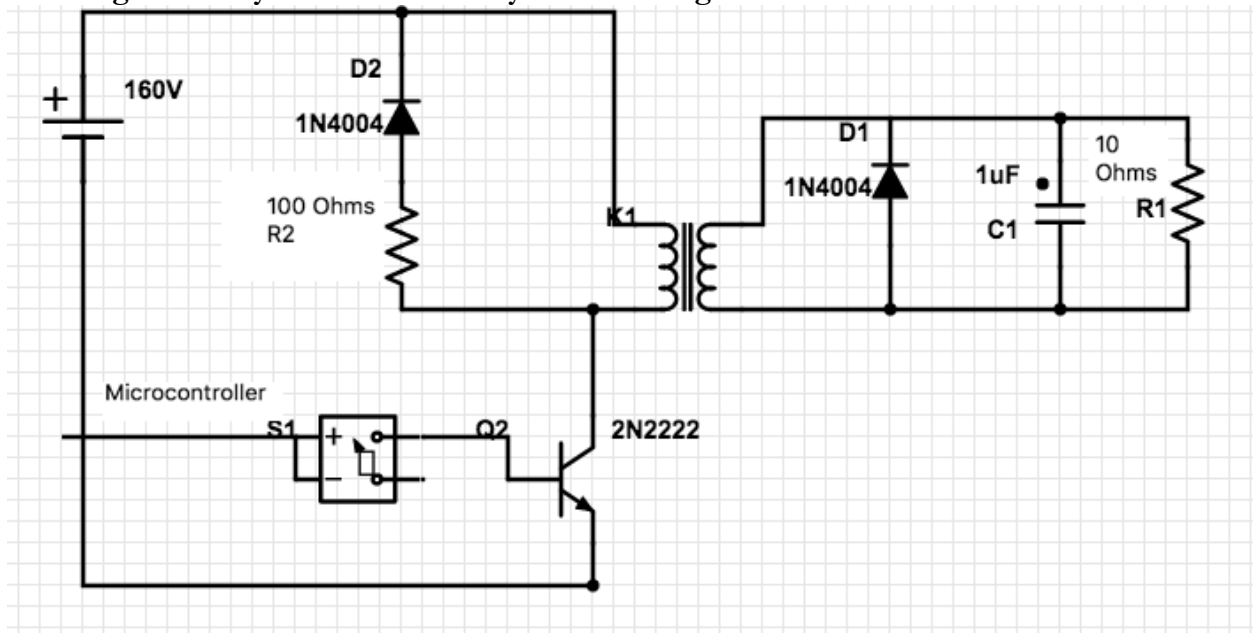 160V
D2
1N4004
100 Ohms
R2
K1
D1
1N4004
1uF
C1
10
Ohms
R1
Microcontroller
S1
Q2
2N2222